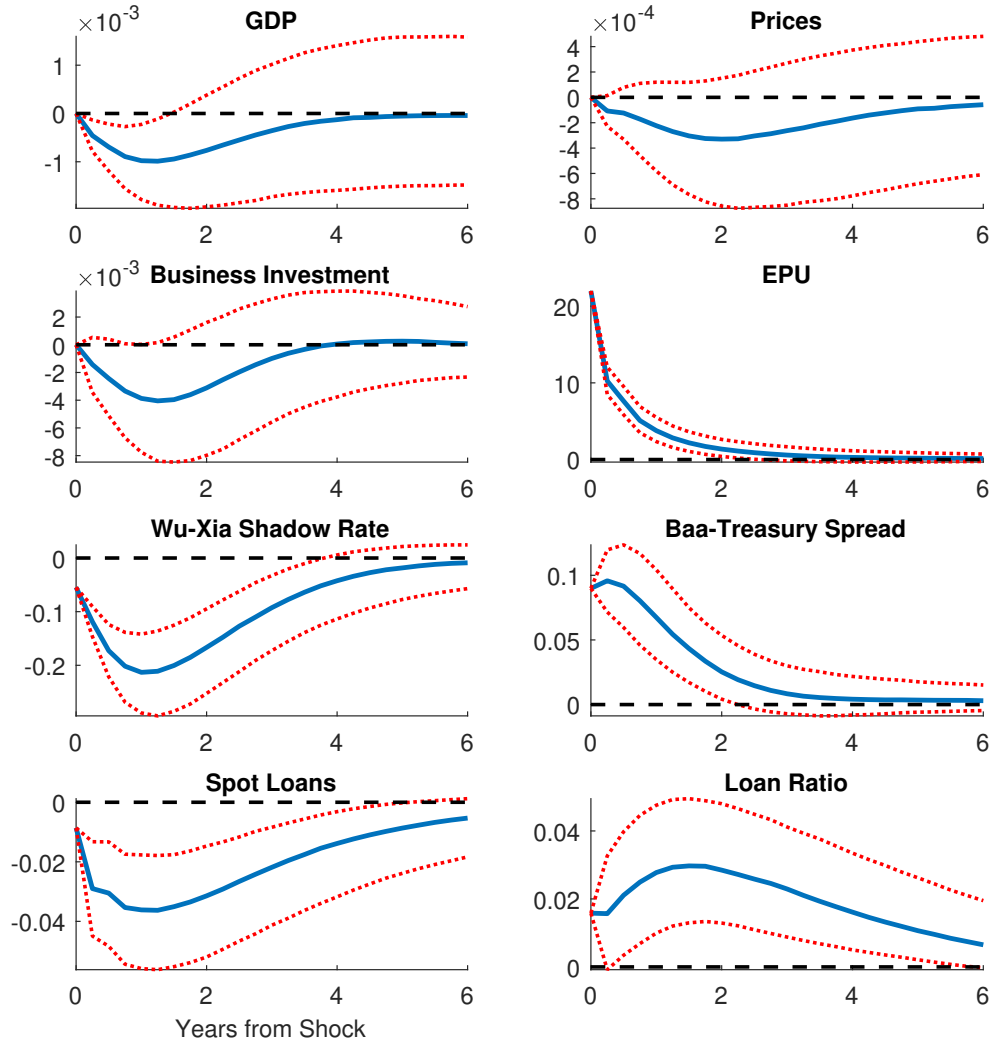 ×10⁻³ GDP
1
0
-1
0 2 4 6
×10⁻⁴ Prices
4
2
0
-2
-4
-6
-8
0 2 4 6
×10⁻³ Business Investment
2
0
-2
-4
-6
-8
0 2 4 6
EPU
20
10
0
0 2 4 6
Wu-Xia Shadow Rate
0
-0.1
-0.2
0 2 4 6
Baa-Treasury Spread
0.1
0.05
0
0 2 4 6
Spot Loans
0
-0.02
-0.04
0 2 4 6
Years from Shock
Loan Ratio
0.04
0.02
0
0 2 4 6